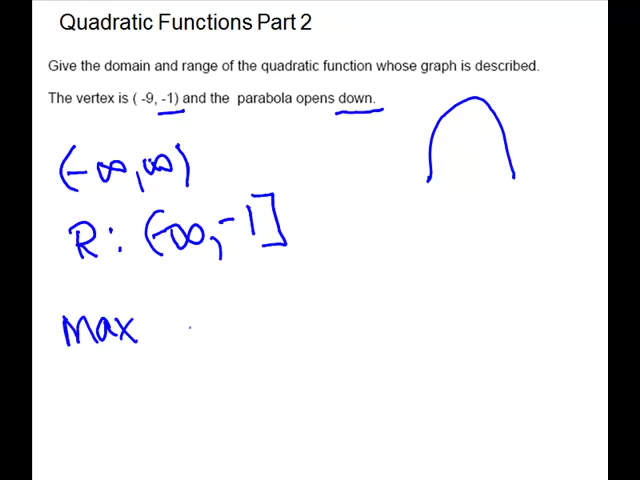 Quadratic Functions Part 2
Give the domain and range of the quadratic function whose graph is described.
The vertex is ( -9, -1) and the parabola opens down.
(-∞, ∞)
R: (-∞, -1]
Max